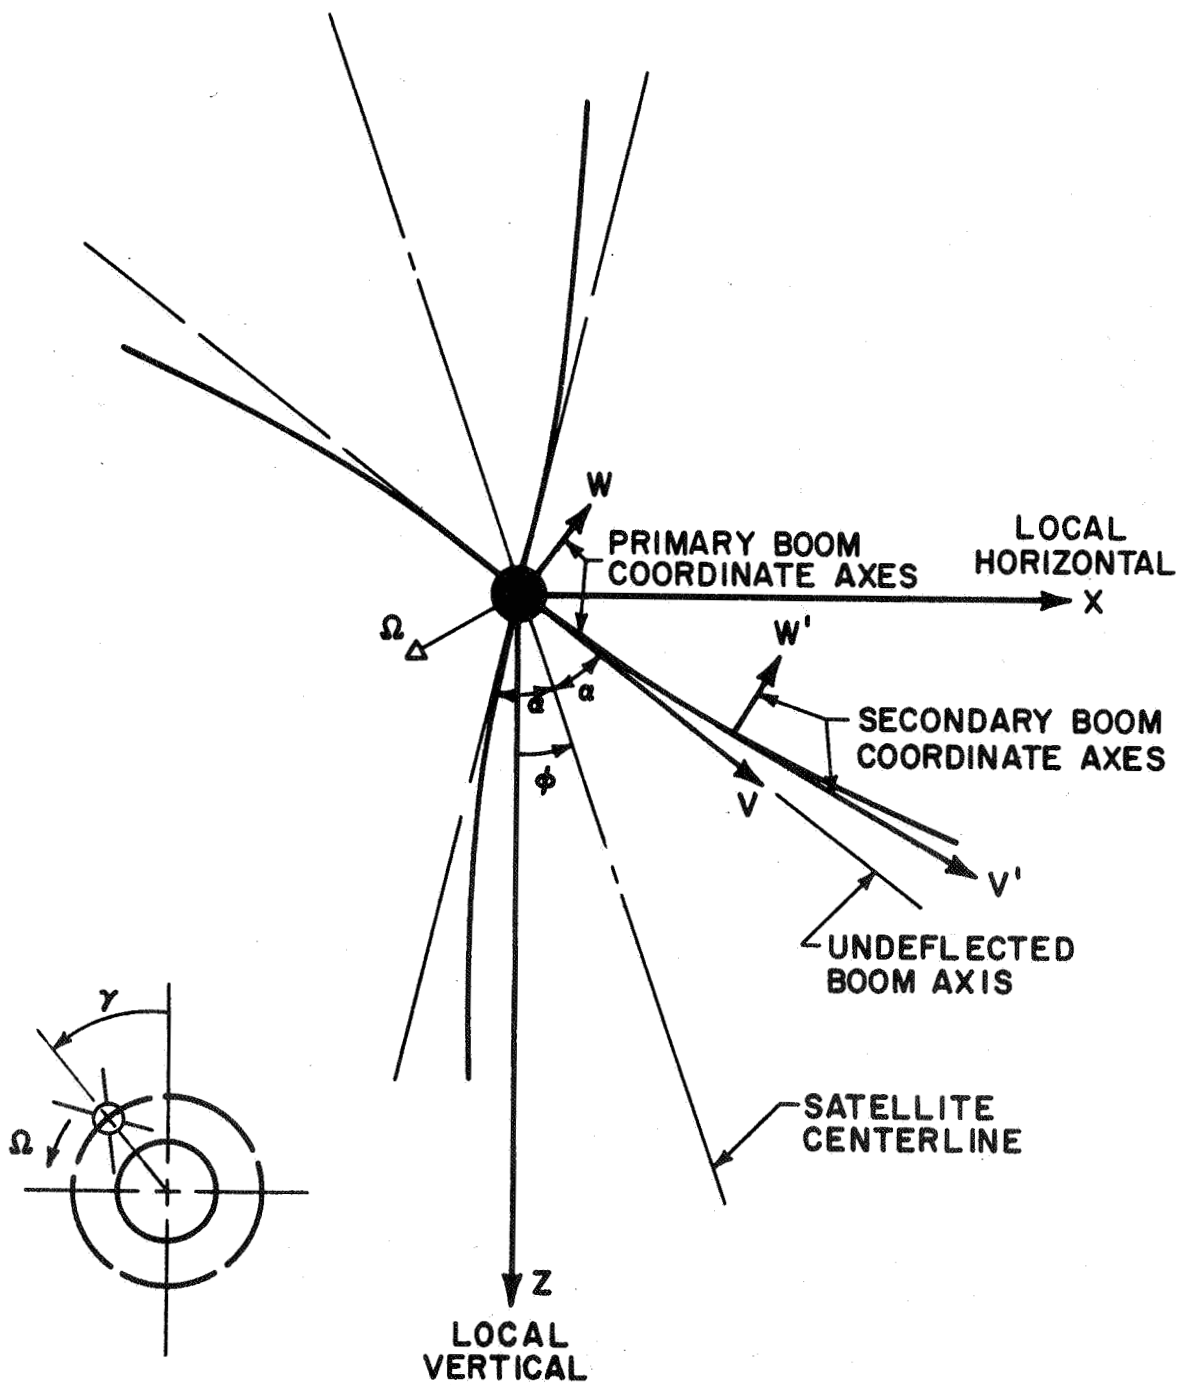 W
PRIMARY BOOM
COORDINATE AXES
LOCAL
HORIZONTAL
X
Ω
W'
α
α
SECONDARY BOOM
COORDINATE AXES
ϕ
V
V'
UNDEFLECTED
BOOM AXIS
γ
SATELLITE
CENTERLINE
Ω
Z
LOCAL
VERTICAL